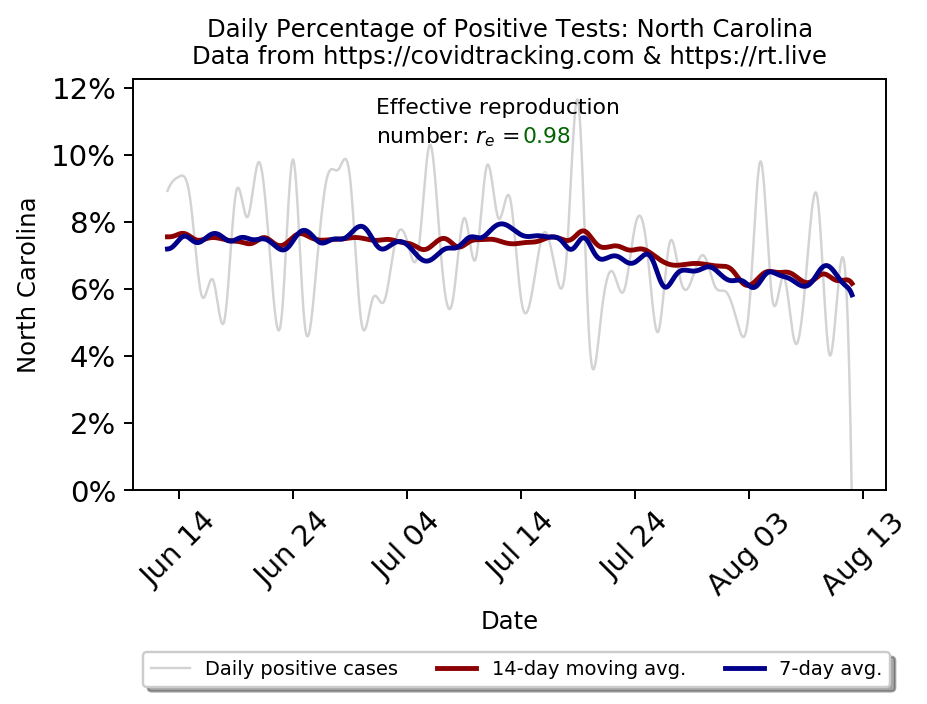 Daily Percentage of Positive Tests: North Carolina
Data from https://covidtracking.com & https://rt.live
12%
Effective reproduction
number: rₑ =0.98
10%
8%
6%
4%
2%
0%
North Carolina
Jun 14
Jun 24
Jul 04
Jul 14
Jul 24
Aug 03
Aug 13
Date
Daily positive cases
14-day moving avg.
7-day avg.